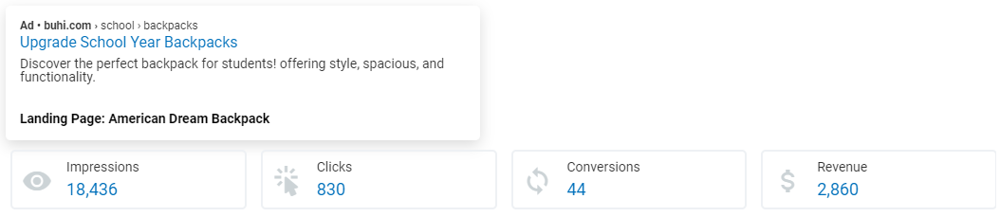 Ad • buhi.com › school › backpacks
Upgrade School Year Backpacks
Discover the perfect backpack for students! offering style, spacious, and
functionality.
Landing Page: American Dream Backpack
Impressions
18,436
Clicks
830
Conversions
44
$
Revenue
2,860